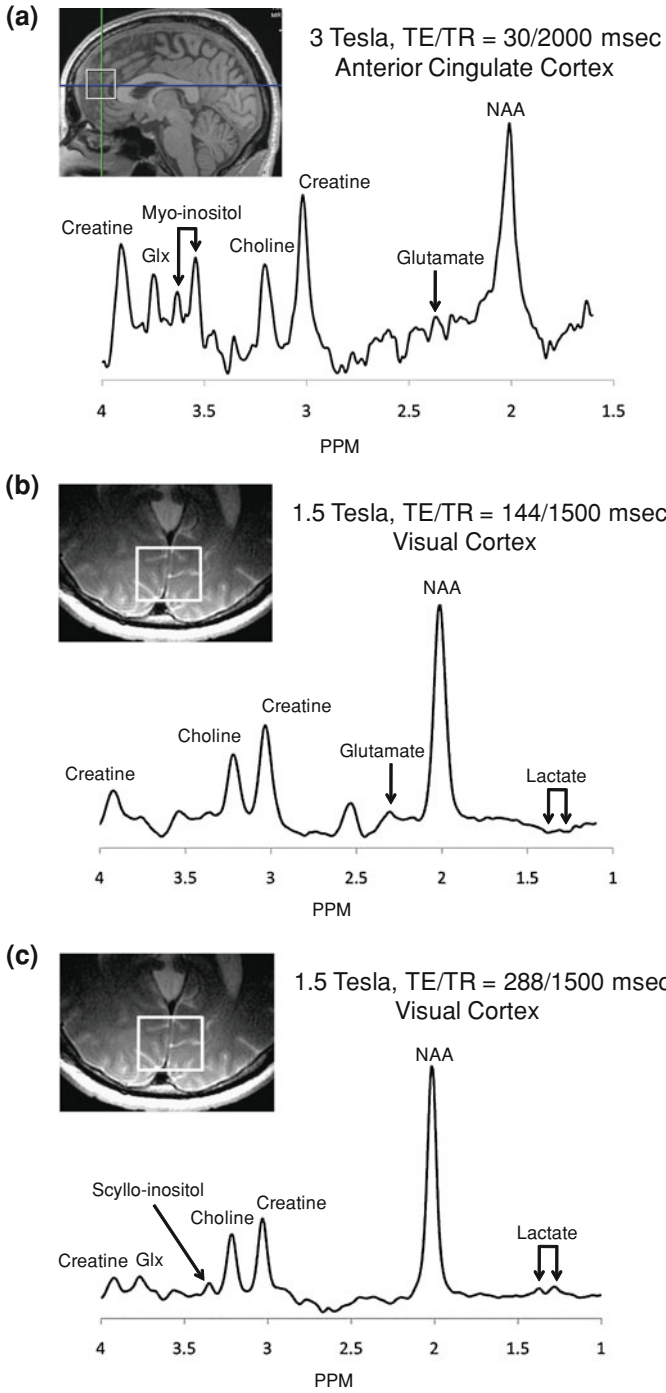 (a)
3 Tesla, TE/TR = 30/2000 msec
Anterior Cingulate Cortex
NAA
Creatine
Myo-inositol
Creatine
Glx
Choline
Glutamate
4 3.5 3 2.5 2 1.5
PPM
(b)
1.5 Tesla, TE/TR = 144/1500 msec
Visual Cortex
NAA
Creatine
Choline
Glutamate
Lactate
Creatine
4 3.5 3 2.5 2 1.5 1
PPM
(c)
1.5 Tesla, TE/TR = 288/1500 msec
Visual Cortex
NAA
Scyllo-inositol
Creatine
Choline
Lactate
Creatine Glx
4 3.5 3 2.5 2 1.5 1
PPM